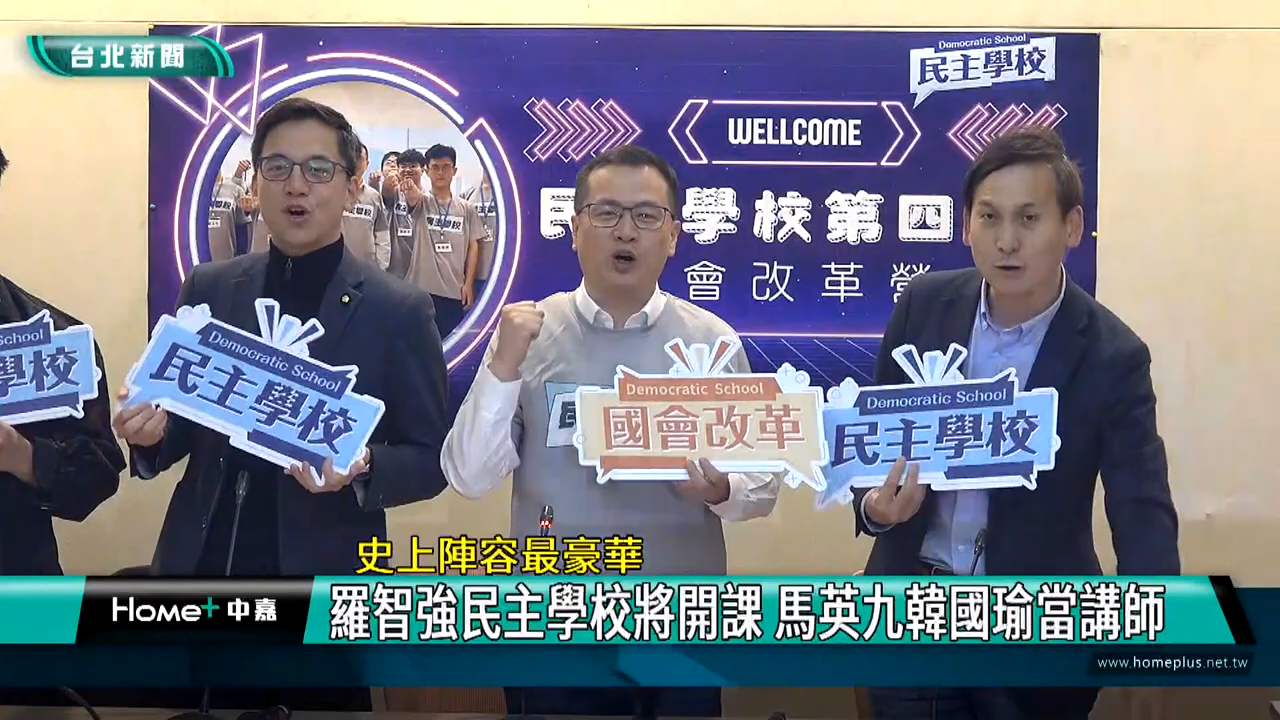 台北新聞
Democratic School
民主學校
WELLCOME
學校第四
會改革營
民主學校
School
學校
Democratic School
民主學校
Democratic School
國會改革
Democratic School
民主學校
史上陣容最豪華
Home+中嘉
羅智強民主學校將開課 馬英九韓國瑜當講師
www.homeplus.net.tw